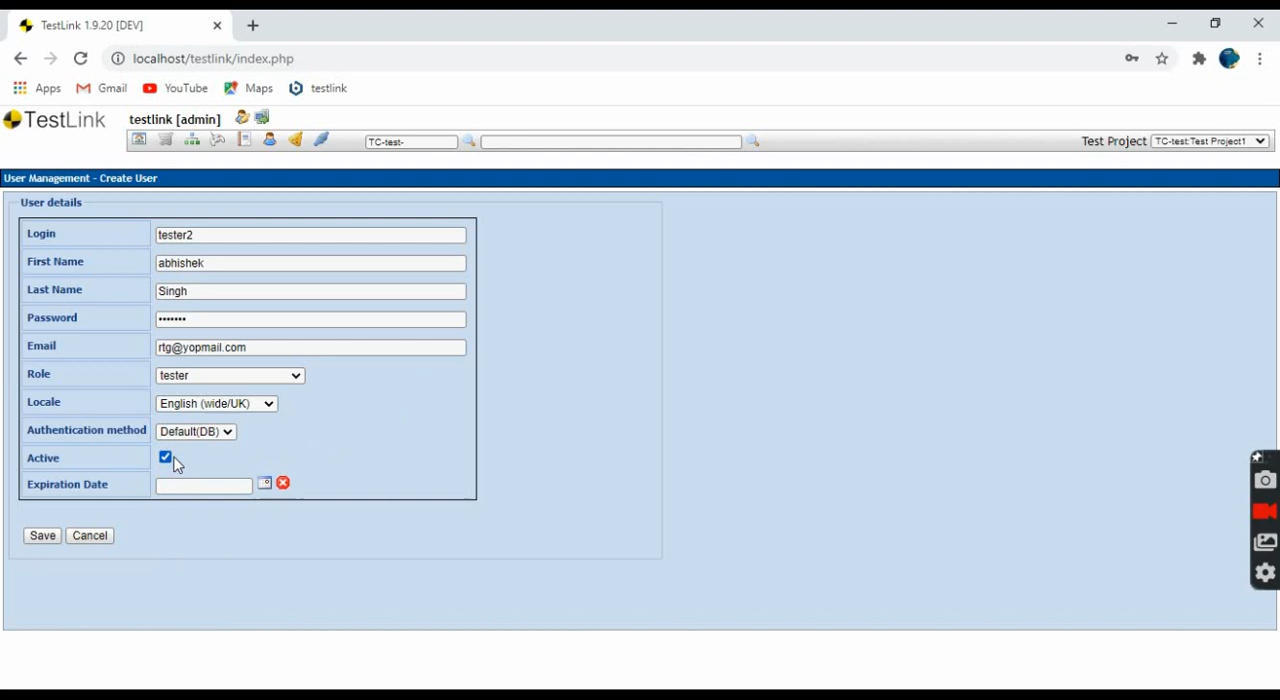 TestLink 1.9.20 [DEV]
localhost/testlink/index.php
Apps Gmail YouTube Maps testlink
TestLink testlink [admin]
TC-test- Test Project TC-test:Test Project1
User Management - Create User
User details
Login tester2
First Name abhishek
Last Name Singh
Password •••••••
Email rtg@yopmail.com
Role tester
Locale English (wide/UK)
Authentication method Default(DB)
Active
Expiration Date
Save Cancel